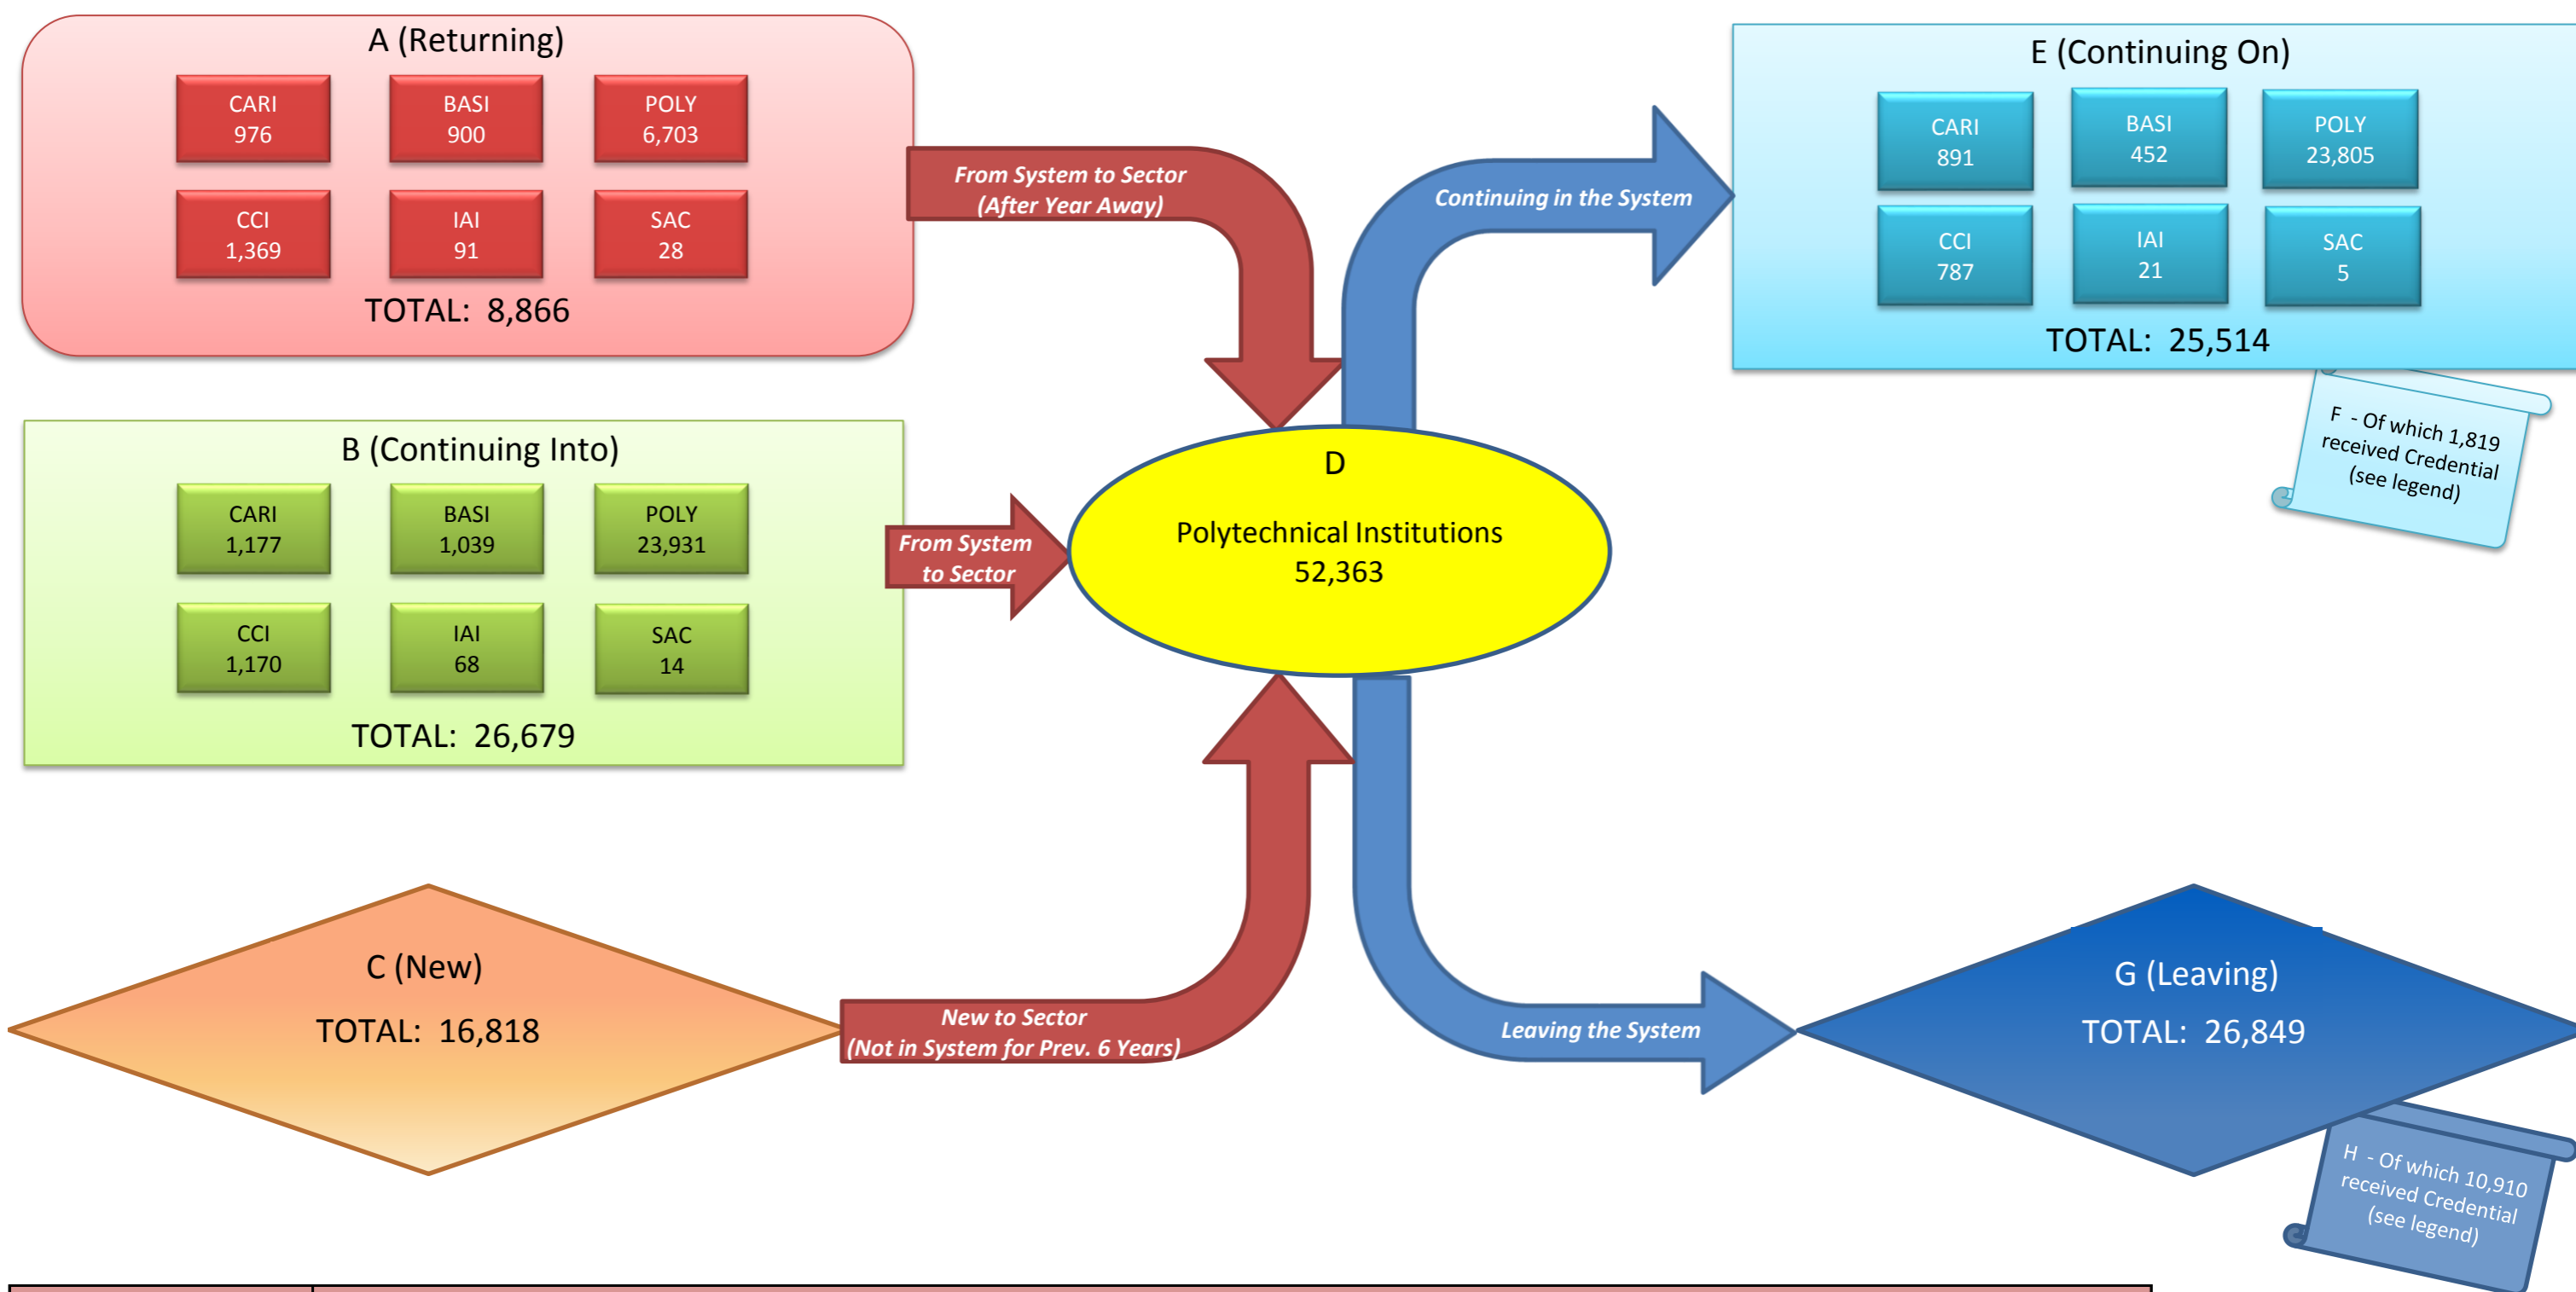 A (Returning)
CARI
976
BASI
900
POLY
6,703
CCI
1,369
IAI
91
SAC
28
TOTAL: 8,866
From System to Sector
(After Year Away)
Continuing in the System
E (Continuing On)
CARI
891
BASI
452
POLY
23,805
CCI
787
IAI
21
SAC
5
TOTAL: 25,514
F - Of which 1,819
received Credential
(see legend)
B (Continuing Into)
CARI
1,177
BASI
1,039
POLY
23,931
CCI
1,170
IAI
68
SAC
14
TOTAL: 26,679
From System
to Sector
D
Polytechnical Institutions
52,363
C (New)
TOTAL: 16,818
New to Sector
(Not in System for Prev. 6 Years)
Leaving the System
G (Leaving)
TOTAL: 26,849
H - Of which 10,910
received Credential
(see legend)